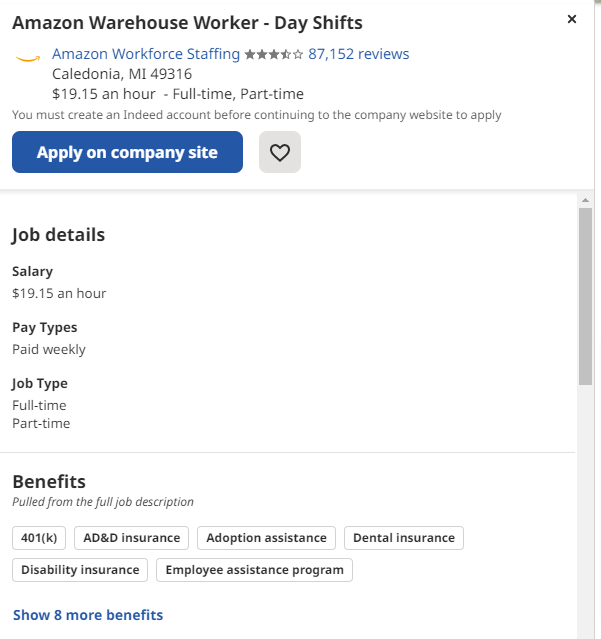 Amazon Warehouse Worker - Day Shifts
Amazon Workforce Staffing 87,152 reviews
Caledonia, MI 49316
$19.15 an hour - Full-time, Part-time
You must create an Indeed account before continuing to the company website to apply
Apply on company site
Job details
Salary
$19.15 an hour
Pay Types
Paid weekly
Job Type
Full-time
Part-time
Benefits
Pulled from the full job description
401(k) AD&D insurance Adoption assistance Dental insurance
Disability insurance Employee assistance program
Show 8 more benefits